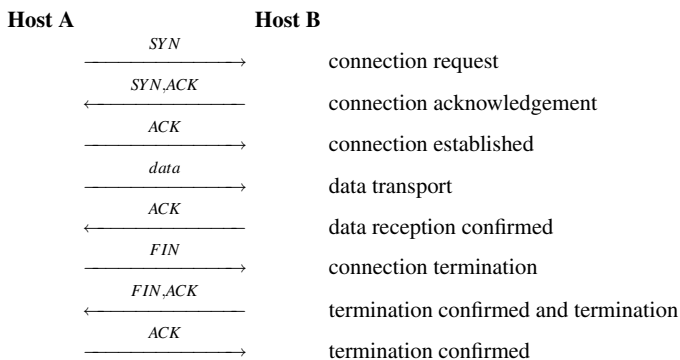 Host A Host B
SYN
connection request
SYN,ACK
connection acknowledgement
ACK
connection established
data
data transport
ACK
data reception confirmed
FIN
connection termination
FIN,ACK
termination confirmed and termination
ACK
termination confirmed